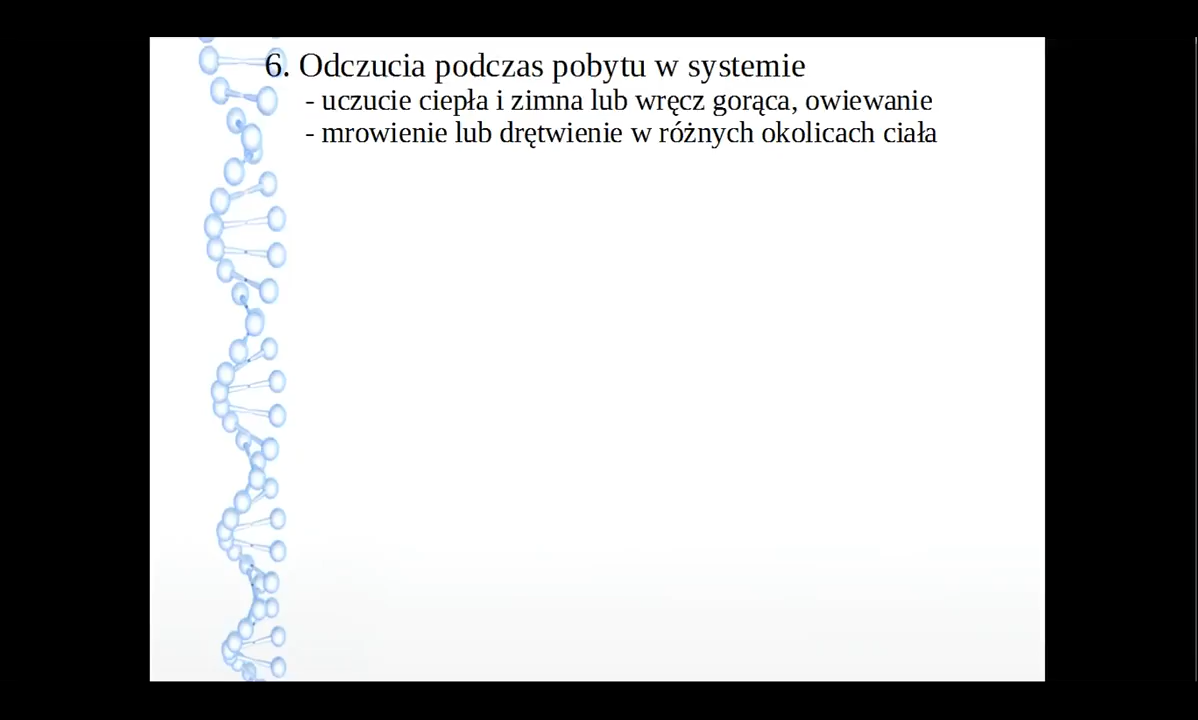 6. Odczucia podczas pobytu w systemie
- uczucie ciepła i zimna lub wręcz gorąca, owiewanie
- mrowienie lub drętwienie w różnych okolicach ciała